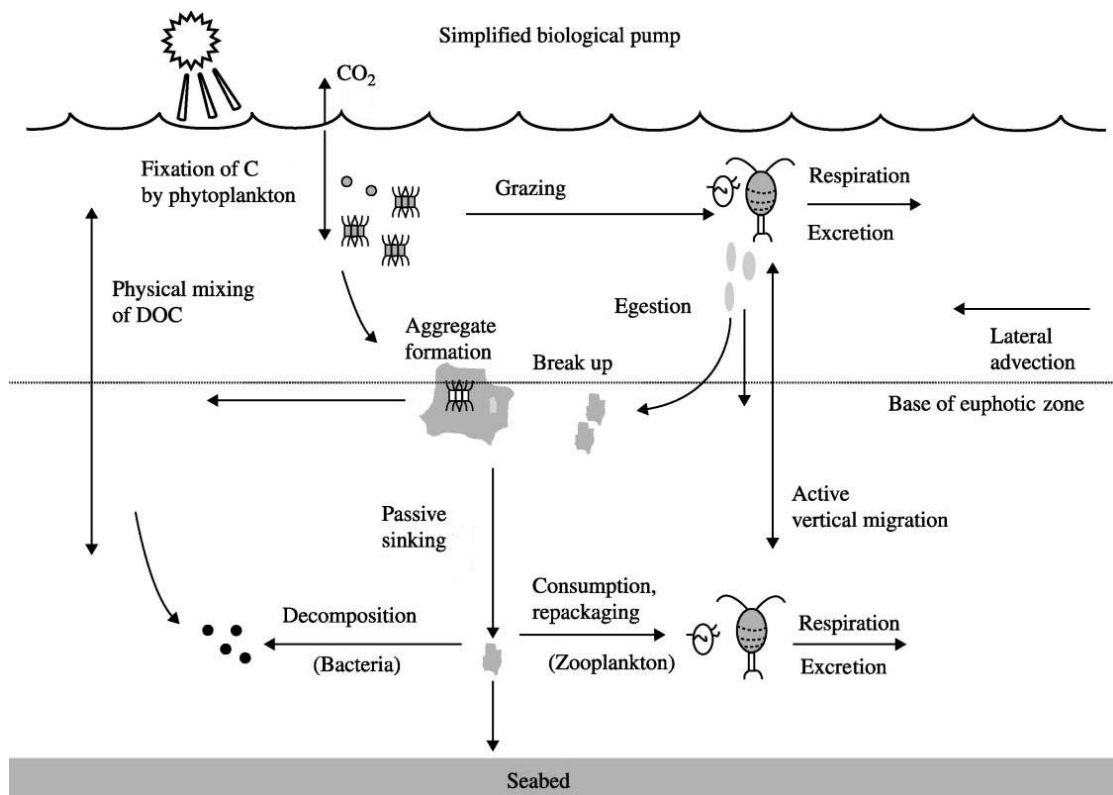 Simplified biological pump
CO2
Fixation of C
by phytoplankton
Grazing
Respiration
Excretion
Physical mixing
of DOC
Egestion
Aggregate
formation
Break up
Lateral
advection
Base of euphotic zone
Passive
sinking
Active
vertical migration
Decomposition
(Bacteria)
Consumption,
repackaging
(Zooplankton)
Respiration
Excretion
Seabed